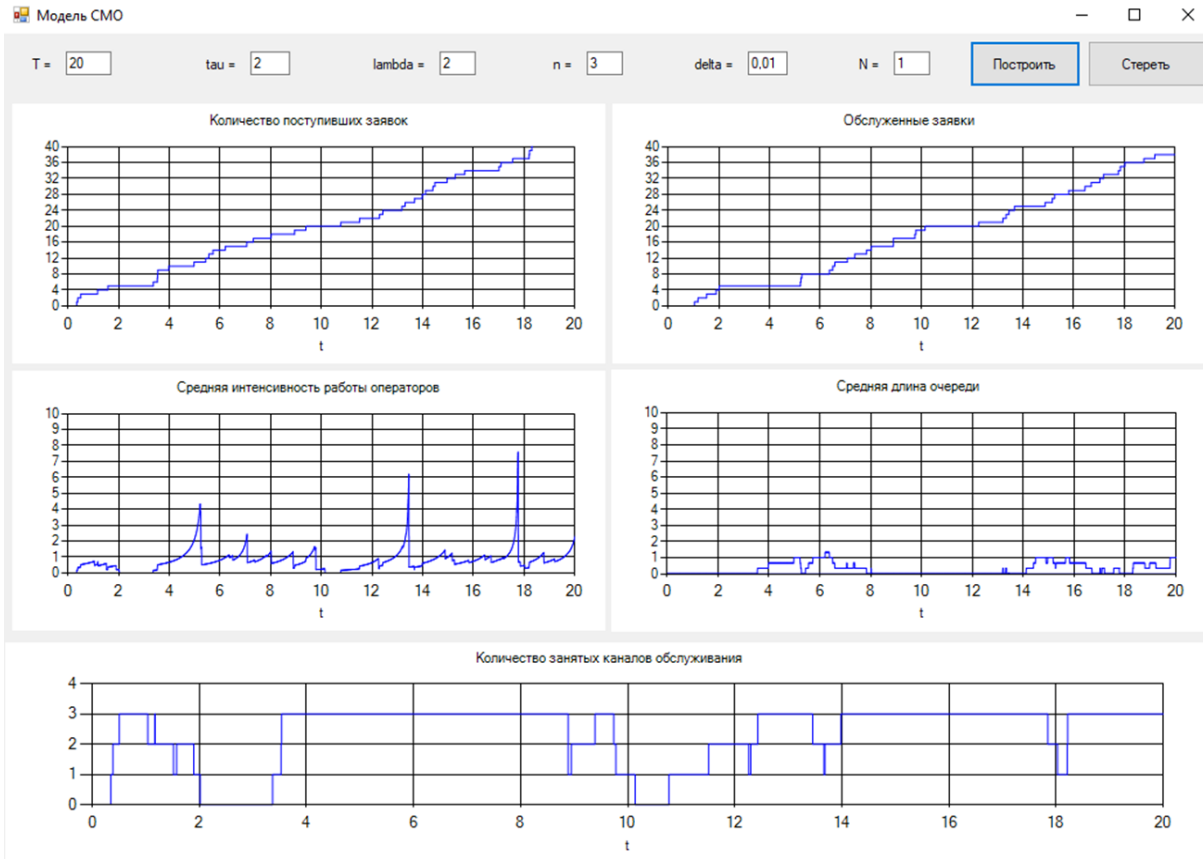 Модель СМО
T = 20 tau = 2 lambda = 2 n = 3 delta = 0,01 N = 1 Построить Стереть
Количество поступивших заявок
40
36
32
28
24
20
16
12
8
4
0
0 2 4 6 8 10 12 14 16 18 20
t
Обслуженные заявки
40
36
32
28
24
20
16
12
8
4
0
0 2 4 6 8 10 12 14 16 18 20
t
Средняя интенсивность работы операторов
10
9
8
7
6
5
4
3
2
1
0
0 2 4 6 8 10 12 14 16 18 20
t
Средняя длина очереди
10
9
8
7
6
5
4
3
2
1
0
0 2 4 6 8 10 12 14 16 18 20
t
Количество занятых каналов обслуживания
4
3
2
1
0
0 2 4 6 8 10 12 14 16 18 20
t